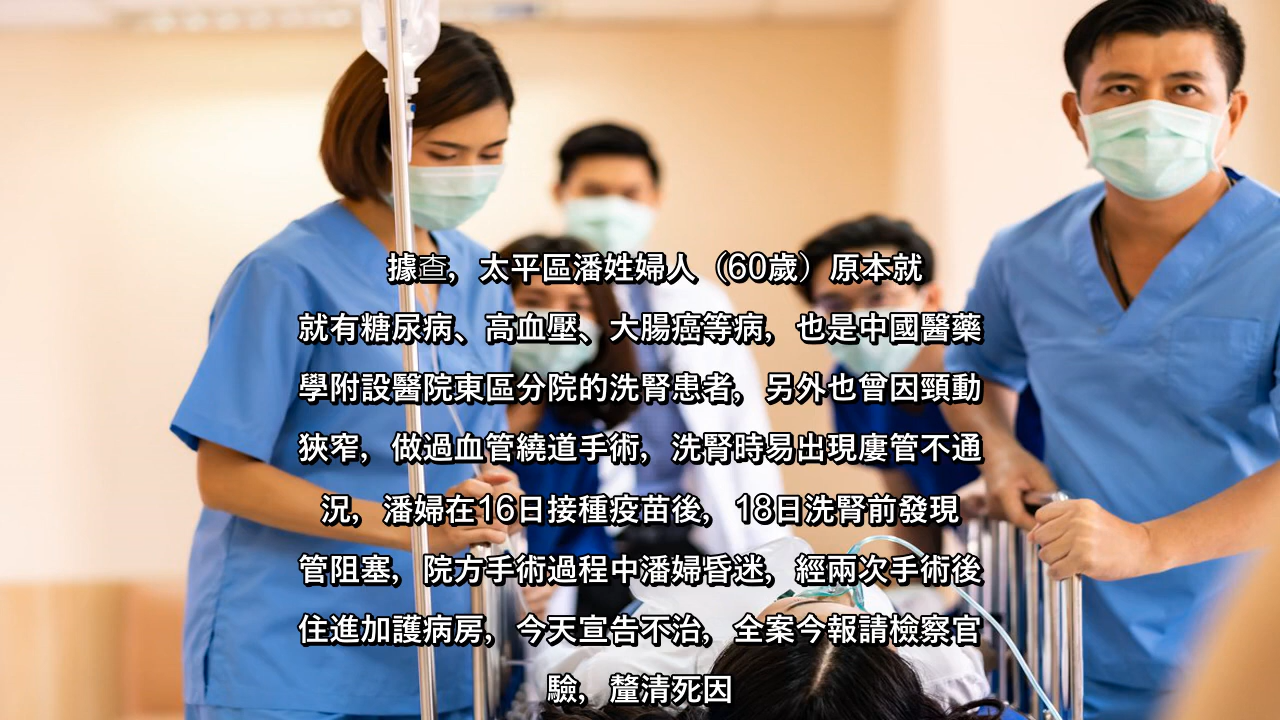 據查，太平區潘姓婦人（60歲）原本就
就有糖尿病、高血壓、大腸癌等病，也是中國醫藥
學附設醫院東區分院的洗腎患者，另外也曾因頸動
狹窄，做過血管繞道手術，洗腎時易出現廔管不通
況，潘婦在16日接種疫苗後，18日洗腎前發現
管阻塞，院方手術過程中潘婦昏迷，經兩次手術後
住進加護病房，今天宣告不治，全案今報請檢察官
驗，釐清死因